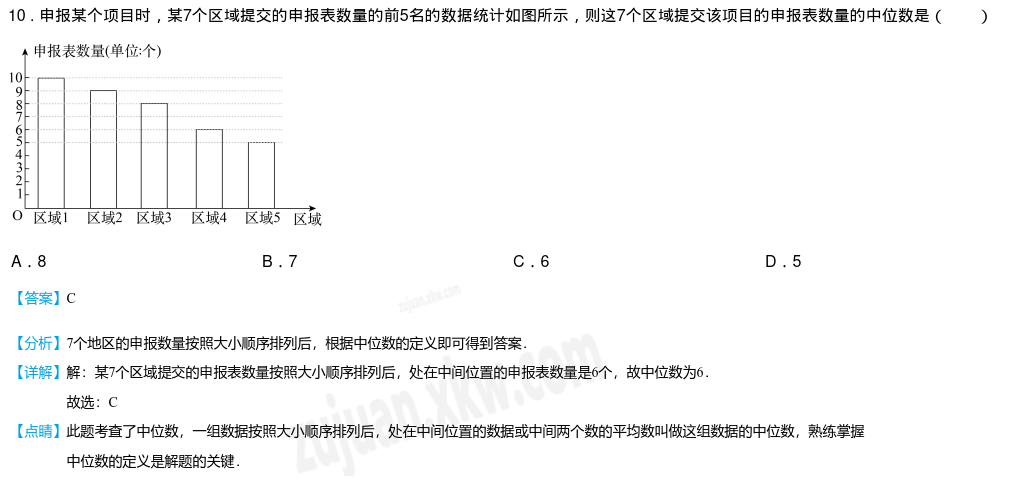 10．申报某个项目时，某7个区域提交的申报表数量的前5名的数据统计如图所示，则这7个区域提交该项目的申报表数量的中位数是（　　）
申报表数量(单位:个)
10
9
8
7
6
5
4
3
2
1
O 区域1 区域2 区域3 区域4 区域5 区域
A．8 B．7 C．6 D．5
【答案】C
【分析】7个地区的申报数量按照大小顺序排列后，根据中位数的定义即可得到答案．
【详解】解：某7个区域提交的申报表数量按照大小顺序排列后，处在中间位置的申报表数量是6个，故中位数为6．
故选：C
【点睛】此题考查了中位数，一组数据按照大小顺序排列后，处在中间位置的数据或中间两个数的平均数叫做这组数据的中位数，熟练掌握
中位数的定义是解题的关键．
zujuan.xkw.com
zujuan.xkw.com